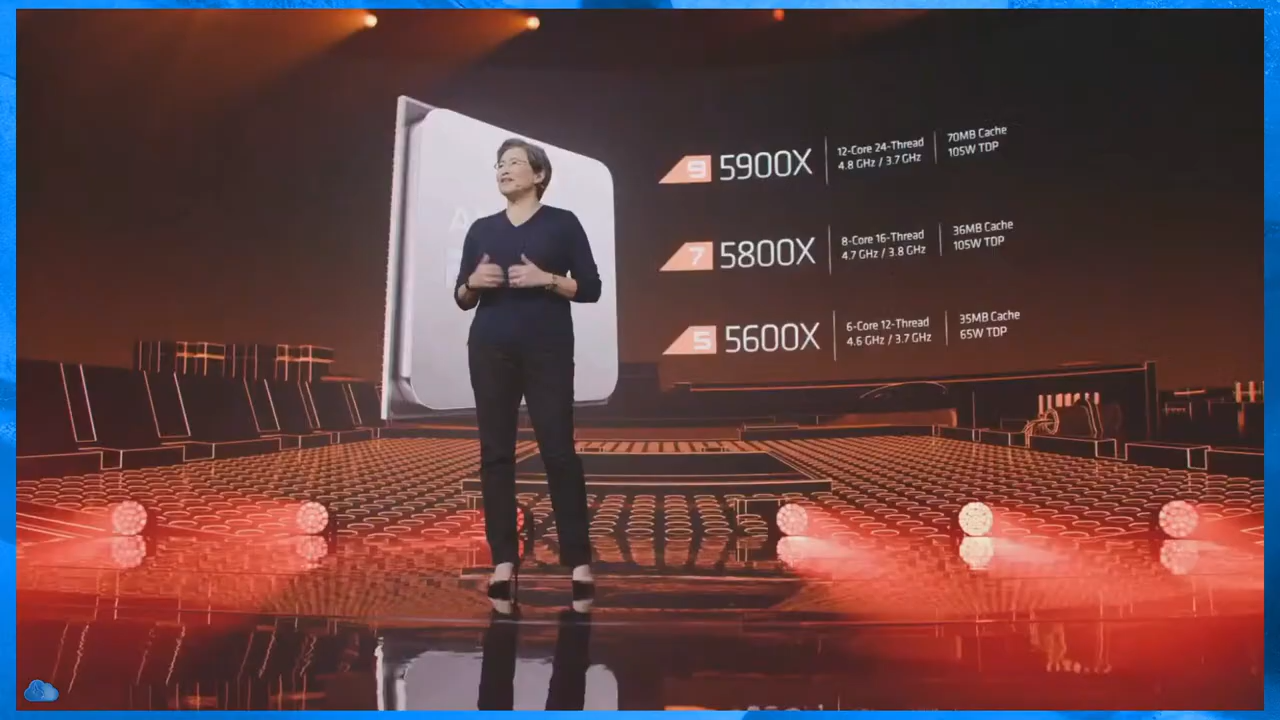 9 5900X
12-Core 24-Thread
4.8 GHz / 3.7 GHz
70MB Cache
105W TDP
7 5800X
8-Core 16-Thread
4.7 GHz / 3.8 GHz
36MB Cache
105W TDP
5 5600X
6-Core 12-Thread
4.6 GHz / 3.7 GHz
35MB Cache
65W TDP